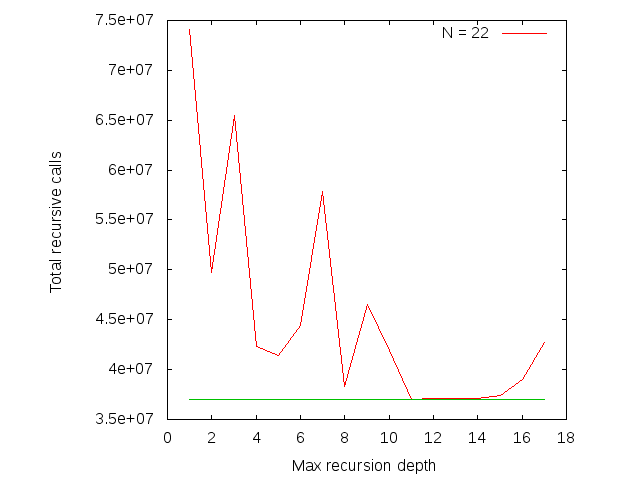 7.5e+07
7e+07
6.5e+07
6e+07
5.5e+07
5e+07
4.5e+07
4e+07
3.5e+07
N = 22
Total recursive calls
0 2 4 6 8 10 12 14 16 18
Max recursion depth